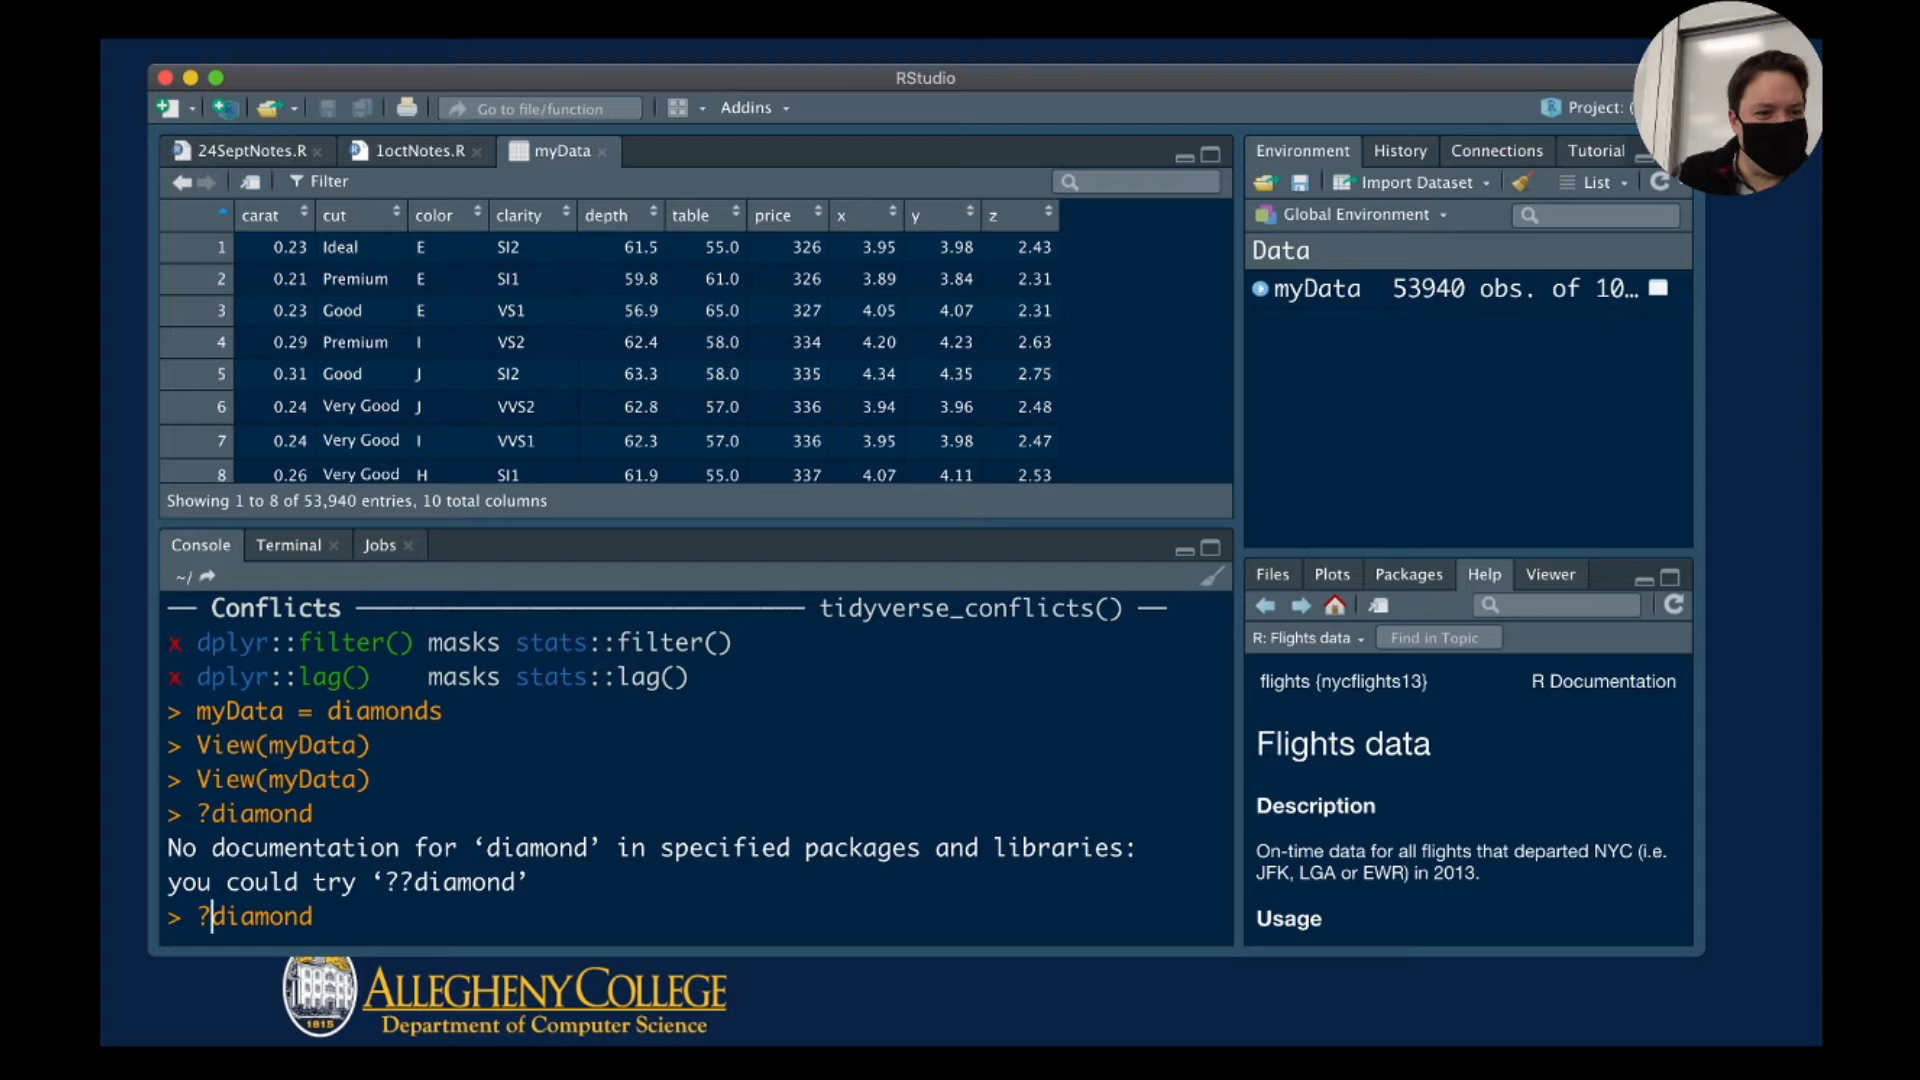 RStudio
Go to file/function
Addins
Project: (
24SeptNotes.R
1octNotes.R
myData
Filter
carat cut color clarity depth table price x y z
1 0.23 Ideal E SI2 61.5 55.0 326 3.95 3.98 2.43
2 0.21 Premium E SI1 59.8 61.0 326 3.89 3.84 2.31
3 0.23 Good E VS1 56.9 65.0 327 4.05 4.07 2.31
4 0.29 Premium I VS2 62.4 58.0 334 4.20 4.23 2.63
5 0.31 Good J SI2 63.3 58.0 335 4.34 4.35 2.75
6 0.24 Very Good J VVS2 62.8 57.0 336 3.94 3.96 2.48
7 0.24 Very Good I VVS1 62.3 57.0 336 3.95 3.98 2.47
8 0.26 Very Good H SI1 61.9 55.0 337 4.07 4.11 2.53
Showing 1 to 8 of 53,940 entries, 10 total columns
Console Terminal Jobs
~/
— Conflicts —————————— tidyverse_conflicts() —
x dplyr::filter() masks stats::filter()
x dplyr::lag() masks stats::lag()
> myData = diamonds
> View(myData)
> View(myData)
> ?diamond
No documentation for ‘diamond’ in specified packages and libraries:
you could try ‘??diamond’
> ?diamond
Environment History Connections Tutorial
Import Dataset List
Global Environment
Data
myData 53940 obs. of 10…
Files Plots Packages Help Viewer
R: Flights data Find in Topic
flights {nycflights13} R Documentation
Flights data
Description
On-time data for all flights that departed NYC (i.e.
JFK, LGA or EWR) in 2013.
Usage
1815
ALLEGHENY COLLEGE
Department of Computer Science